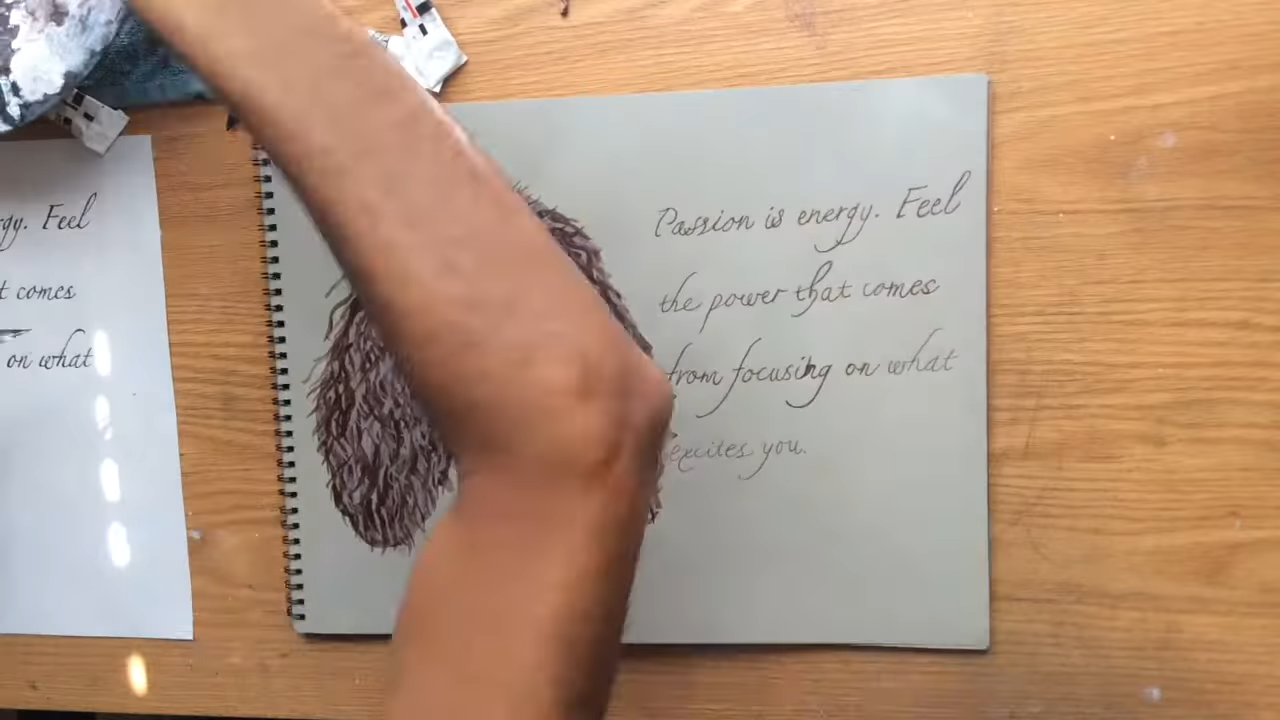 rgy. Feel
t comes
on what
Passion is energy. Feel
the power that comes
from focusing on what
excites you.